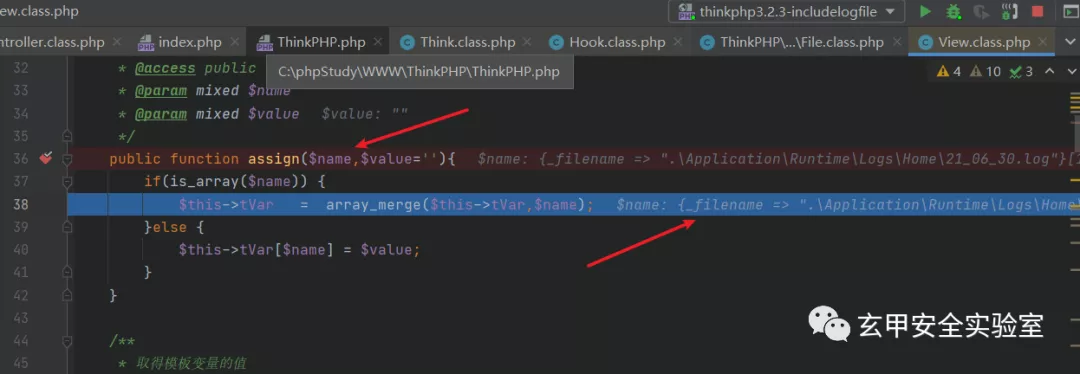 ew.class.php
thinkphp3.2.3-includelogfile
ntroller.class.php
index.php
ThinkPHP.php
Think.class.php
Hook.class.php
ThinkPHP\...\File.class.php
View.class.php
32 * @access public
C:\phpStudy\WWW\ThinkPHP\ThinkPHP.php
4 10 3
33 * @param mixed $name
34 * @param mixed $value $value: ""
35 */
36 public function assign($name,$value=''){ $name: {_filename => ".\Application\Runtime\Logs\Home\21_06_30.log"}[
37 if(is_array($name)) {
38 $this->tVar = array_merge($this->tVar,$name); $name: {_filename => ".\Application\Runtime\Logs\Home\
39 }else {
40 $this->tVar[$name] = $value;
41 }
42 }
43
44 /**
45 * 取得模板变量的值
玄甲安全实验室